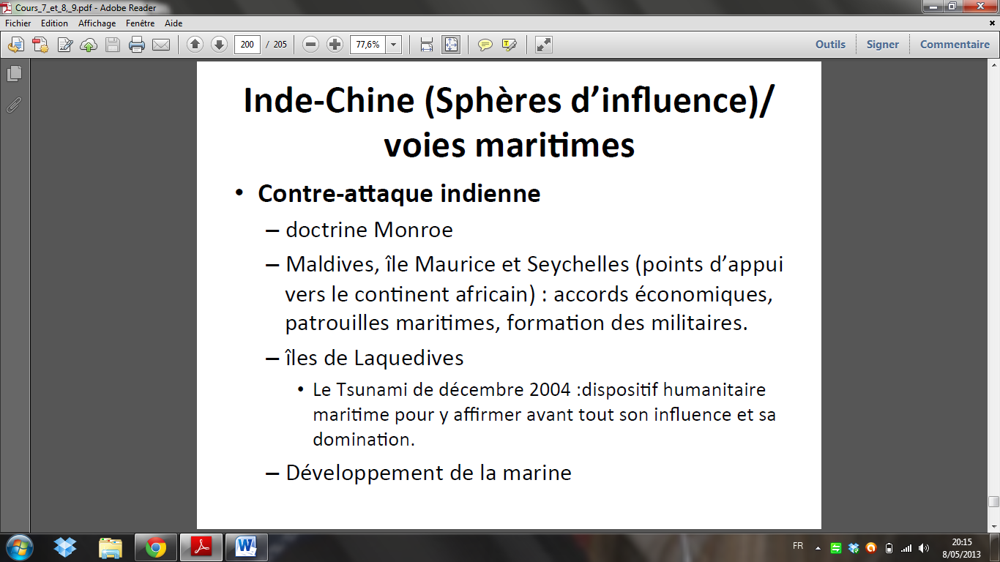 Cours_7_et_8,_9.pdf - Adobe Reader
Fichier Edition Affichage Fenêtre Aide
200 / 205 77,6% Outils Signer Commentaire
Inde-Chine (Sphères d’influence)/
voies maritimes
• Contre-attaque indienne
– doctrine Monroe
– Maldives, île Maurice et Seychelles (points d’appui
vers le continent africain) : accords économiques,
patrouilles maritimes, formation des militaires.
– îles de Laquedives
• Le Tsunami de décembre 2004 :dispositif humanitaire
maritime pour y affirmer avant tout son influence et sa
domination.
– Développement de la marine
FR 20:15
8/05/2013